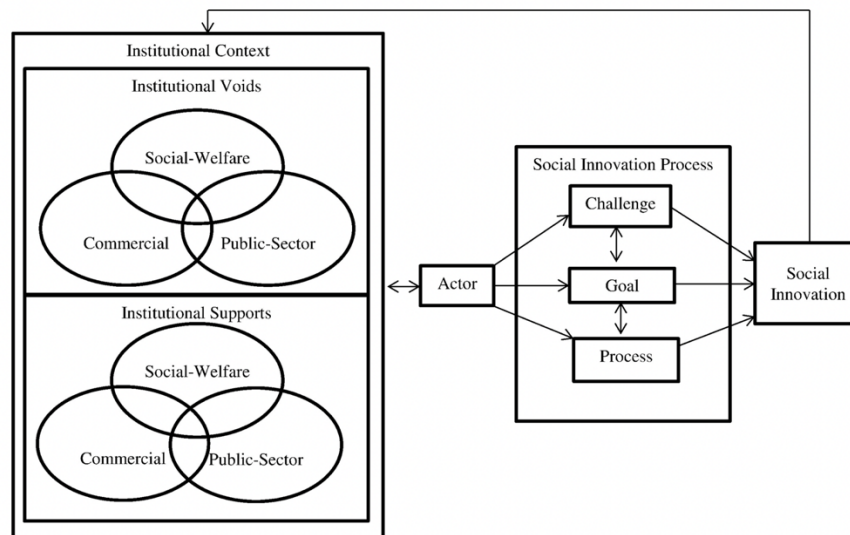 Institutional Context
Institutional Voids
Social-Welfare
Commercial
Public-Sector
Institutional Supports
Social-Welfare
Commercial
Public-Sector
Actor
Social Innovation Process
Challenge
Goal
Process
Social
Innovation